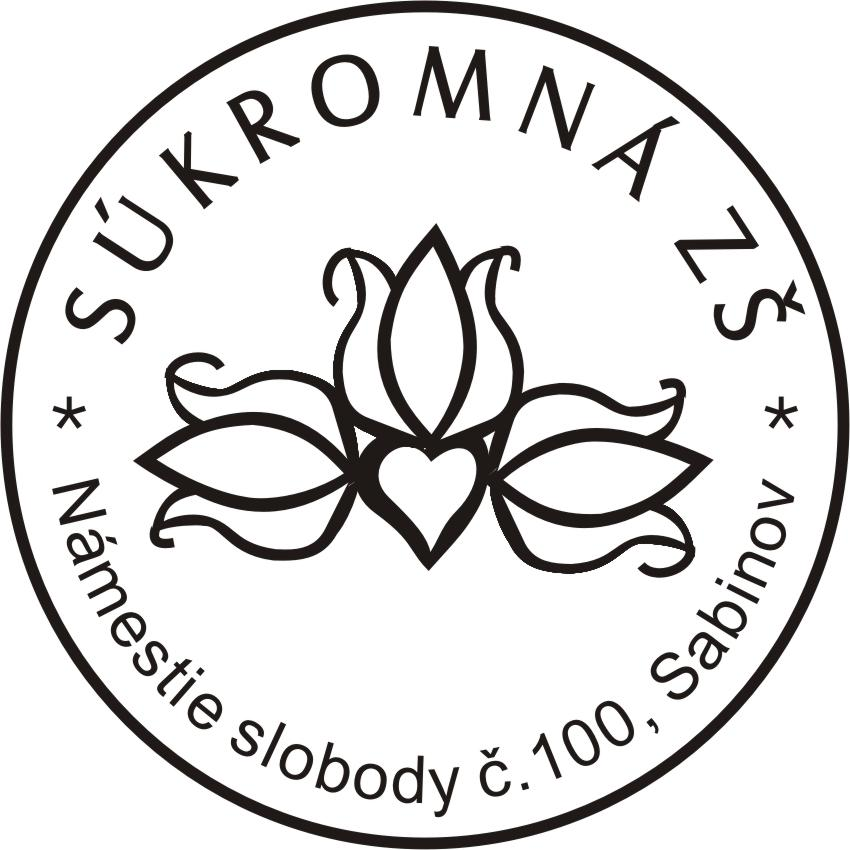 SÚKROMNÁ ZŠ
* Námestie slobody č.100, Sabinov *